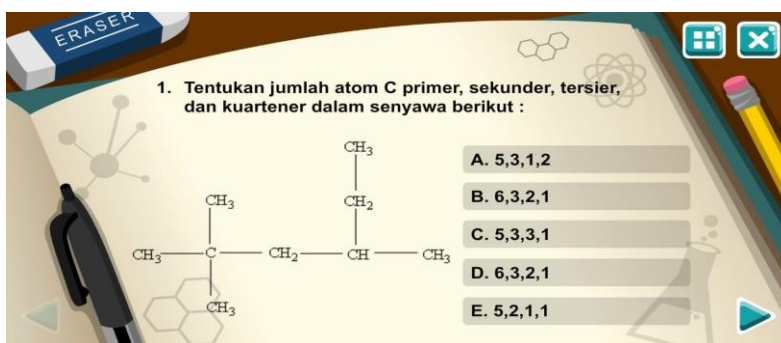 ERASER
1. Tentukan jumlah atom C primer, sekunder, tersier,
dan kuartener dalam senyawa berikut :
CH3
CH3 CH2
CH3 C CH2 CH CH3
CH3
A. 5,3,1,2
B. 6,3,2,1
C. 5,3,3,1
D. 6,3,2,1
E. 5,2,1,1